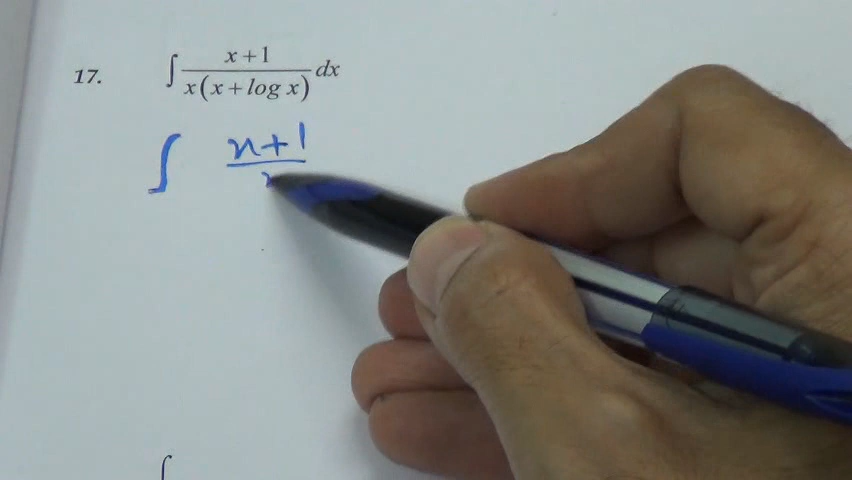 17. ∫ x+1 / x(x+log x) dx
∫ x+1